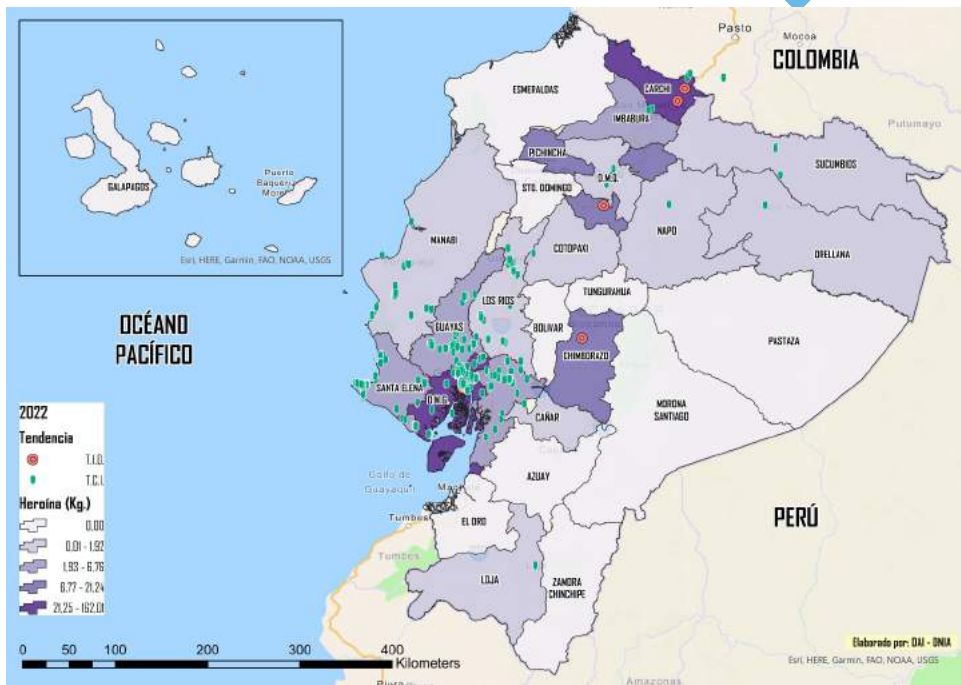 Pasto
Mocoa
COLOMBIA
ESMERALDAS
CARCHI
IMBABURA
Putumayo
PICHINCHA
SUCUMBIOS
D.M.Q.
STO. DOMINGO
GALAPAGOS
Puerto
Baquerizo
Moreno
MANABI
COTOPAXI
NAPO
ORELLANA
Esri, HERE, Garmin, FAO, NOAA, USGS
TUNGURAHUA
LOS RIOS
BOLIVAR
OCÉANO
PACÍFICO
GUAYAS
PASTAZA
CHIMBORAZO
SANTA ELENA
D.M.G.
MORONA
SANTIAGO
CAÑAR
2022
Tendencia
T.I.D.
T.C.I.
Heroína (Kg.)
0,00
0,01 - 1,92
1,93 - 6,76
6,77 - 21,24
21,25 - 162,01
AZUAY
Golfo de
Guayaquil
Tumbes
EL ORO
PERÚ
Tumbes
LOJA
ZAMORA
CHINCHIPE
Elaborado por: DAI - DNIA
0 50 100 200 300 400
Kilometers
Esri, HERE, Garmin, FAO, NOAA, USGS
Amazonas